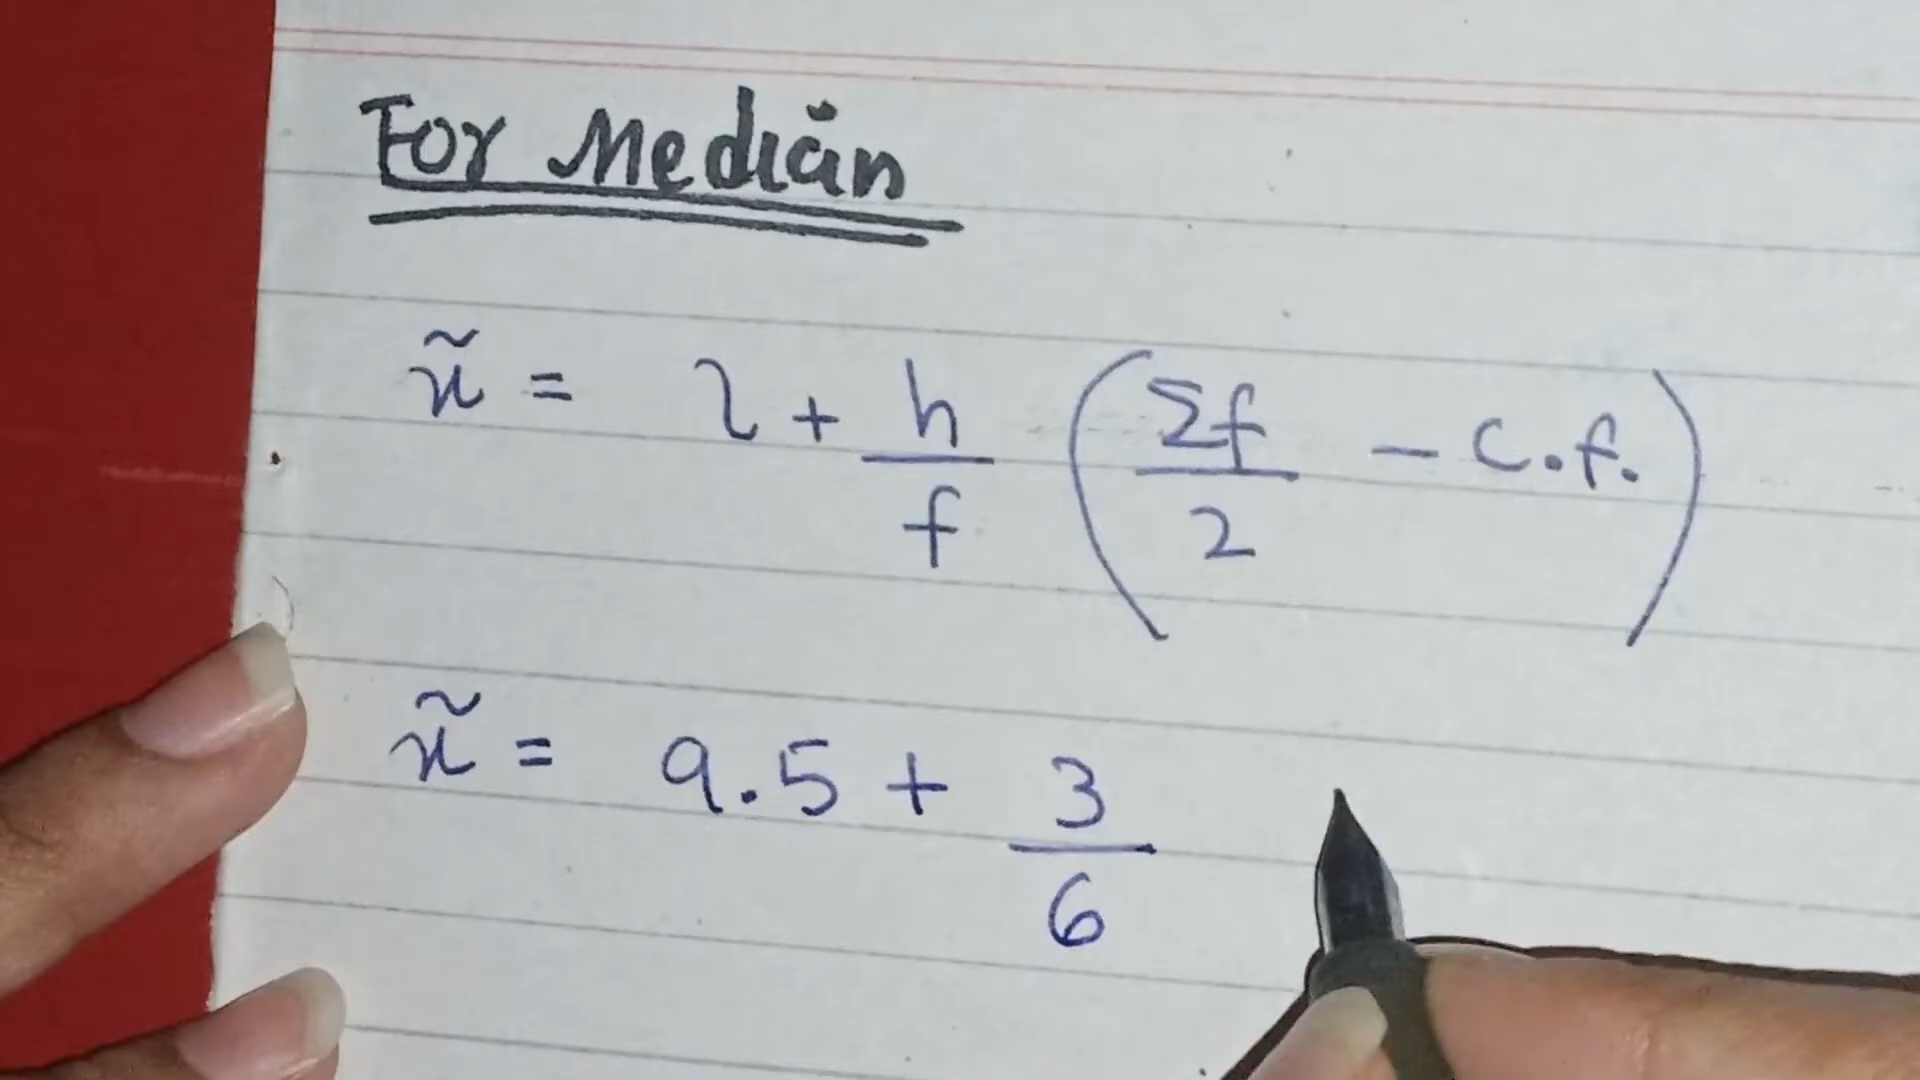 For Median
x̃ = l + h/f (Σf/2 - c.f.)
x̃ = 9.5 + 3/6